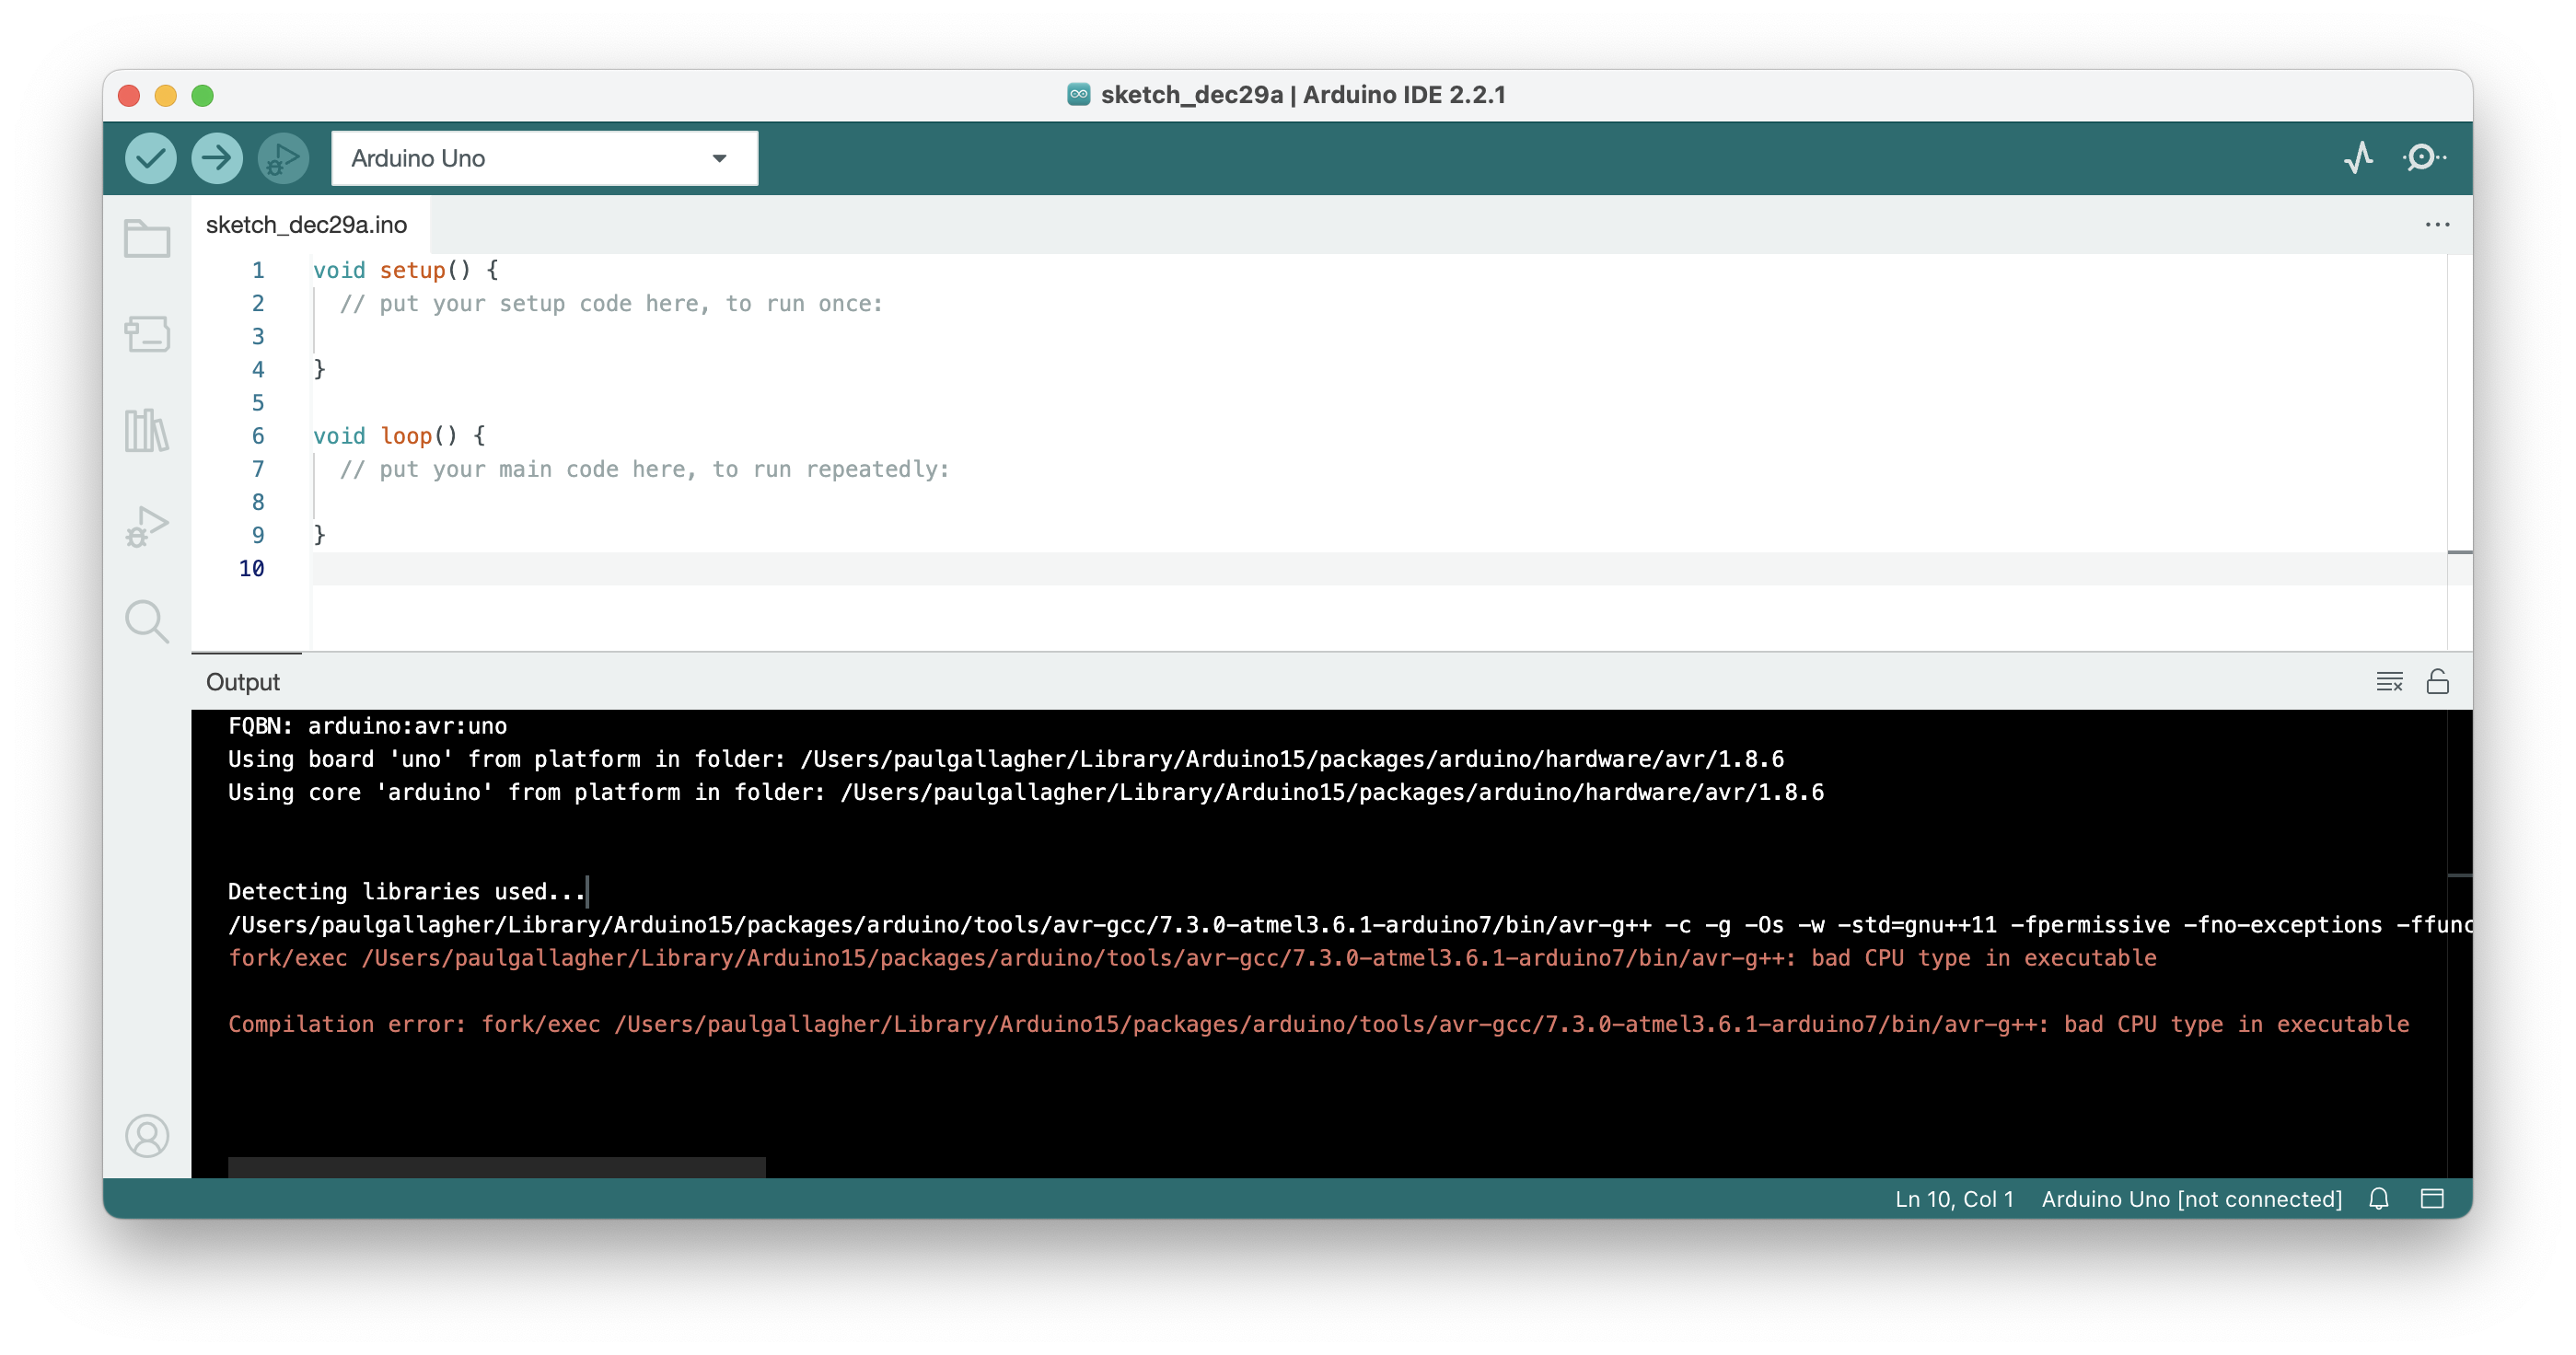 sketch_dec29a | Arduino IDE 2.2.1
Arduino Uno
sketch_dec29a.ino
1 void setup() {
2 // put your setup code here, to run once:
3
4 }
5
6 void loop() {
7 // put your main code here, to run repeatedly:
8
9 }
10
Output
FQBN: arduino:avr:uno
Using board 'uno' from platform in folder: /Users/paulgallagher/Library/Arduino15/packages/arduino/hardware/avr/1.8.6
Using core 'arduino' from platform in folder: /Users/paulgallagher/Library/Arduino15/packages/arduino/hardware/avr/1.8.6
Detecting libraries used...
/Users/paulgallagher/Library/Arduino15/packages/arduino/tools/avr-gcc/7.3.0-atmel3.6.1-arduino7/bin/avr-g++ -c -g -Os -w -std=gnu++11 -fpermissive -fno-exceptions -ffunc
fork/exec /Users/paulgallagher/Library/Arduino15/packages/arduino/tools/avr-gcc/7.3.0-atmel3.6.1-arduino7/bin/avr-g++: bad CPU type in executable
Compilation error: fork/exec /Users/paulgallagher/Library/Arduino15/packages/arduino/tools/avr-gcc/7.3.0-atmel3.6.1-arduino7/bin/avr-g++: bad CPU type in executable
Ln 10, Col 1 Arduino Uno [not connected]